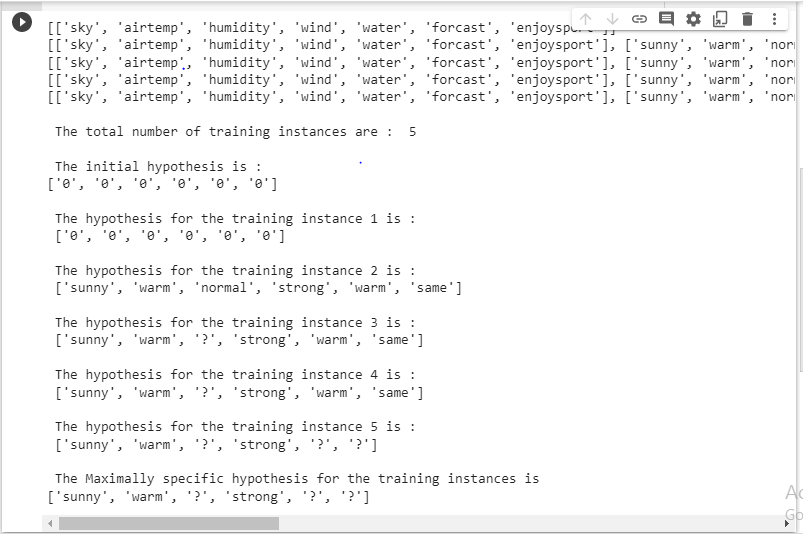 [['sky', 'airtemp', 'humidity', 'wind', 'water', 'forcast', 'enjoysport']]
[['sky', 'airtemp', 'humidity', 'wind', 'water', 'forcast', 'enjoysport'], ['sunny', 'warm', 'nor
[['sky', 'airtemp', 'humidity', 'wind', 'water', 'forcast', 'enjoysport'], ['sunny', 'warm', 'nor
[['sky', 'airtemp', 'humidity', 'wind', 'water', 'forcast', 'enjoysport'], ['sunny', 'warm', 'nor
[['sky', 'airtemp', 'humidity', 'wind', 'water', 'forcast', 'enjoysport'], ['sunny', 'warm', 'nor
The total number of training instances are : 5
The initial hypothesis is :
['0', '0', '0', '0', '0', '0']
The hypothesis for the training instance 1 is :
['0', '0', '0', '0', '0', '0']
The hypothesis for the training instance 2 is :
['sunny', 'warm', 'normal', 'strong', 'warm', 'same']
The hypothesis for the training instance 3 is :
['sunny', 'warm', '?', 'strong', 'warm', 'same']
The hypothesis for the training instance 4 is :
['sunny', 'warm', '?', 'strong', 'warm', 'same']
The hypothesis for the training instance 5 is :
['sunny', 'warm', '?', 'strong', '?', '?']
The Maximally specific hypothesis for the training instances is
['sunny', 'warm', '?', 'strong', '?', '?']